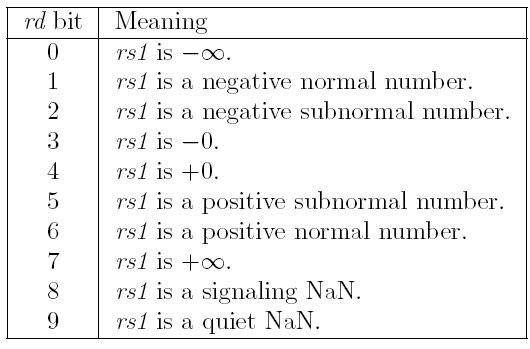 rd bit Meaning
0 rs1 is −∞.
1 rs1 is a negative normal number.
2 rs1 is a negative subnormal number.
3 rs1 is −0.
4 rs1 is +0.
5 rs1 is a positive subnormal number.
6 rs1 is a positive normal number.
7 rs1 is +∞.
8 rs1 is a signaling NaN.
9 rs1 is a quiet NaN.